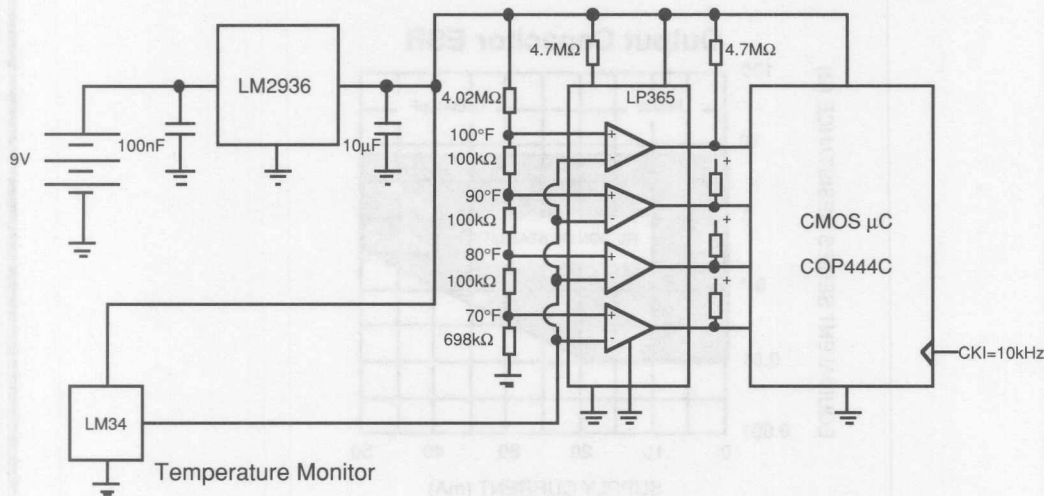 4.7MΩ
4.7MΩ
LM2936
LP365
4.02MΩ
9V
100nF
10µF
100°F
+
-
100kΩ
90°F
+
-
+
100kΩ
CMOS µC
80°F
+
-
+
COP444C
100kΩ
+
70°F
+
-
698kΩ
CKI=10kHz
LM34
Temperature Monitor